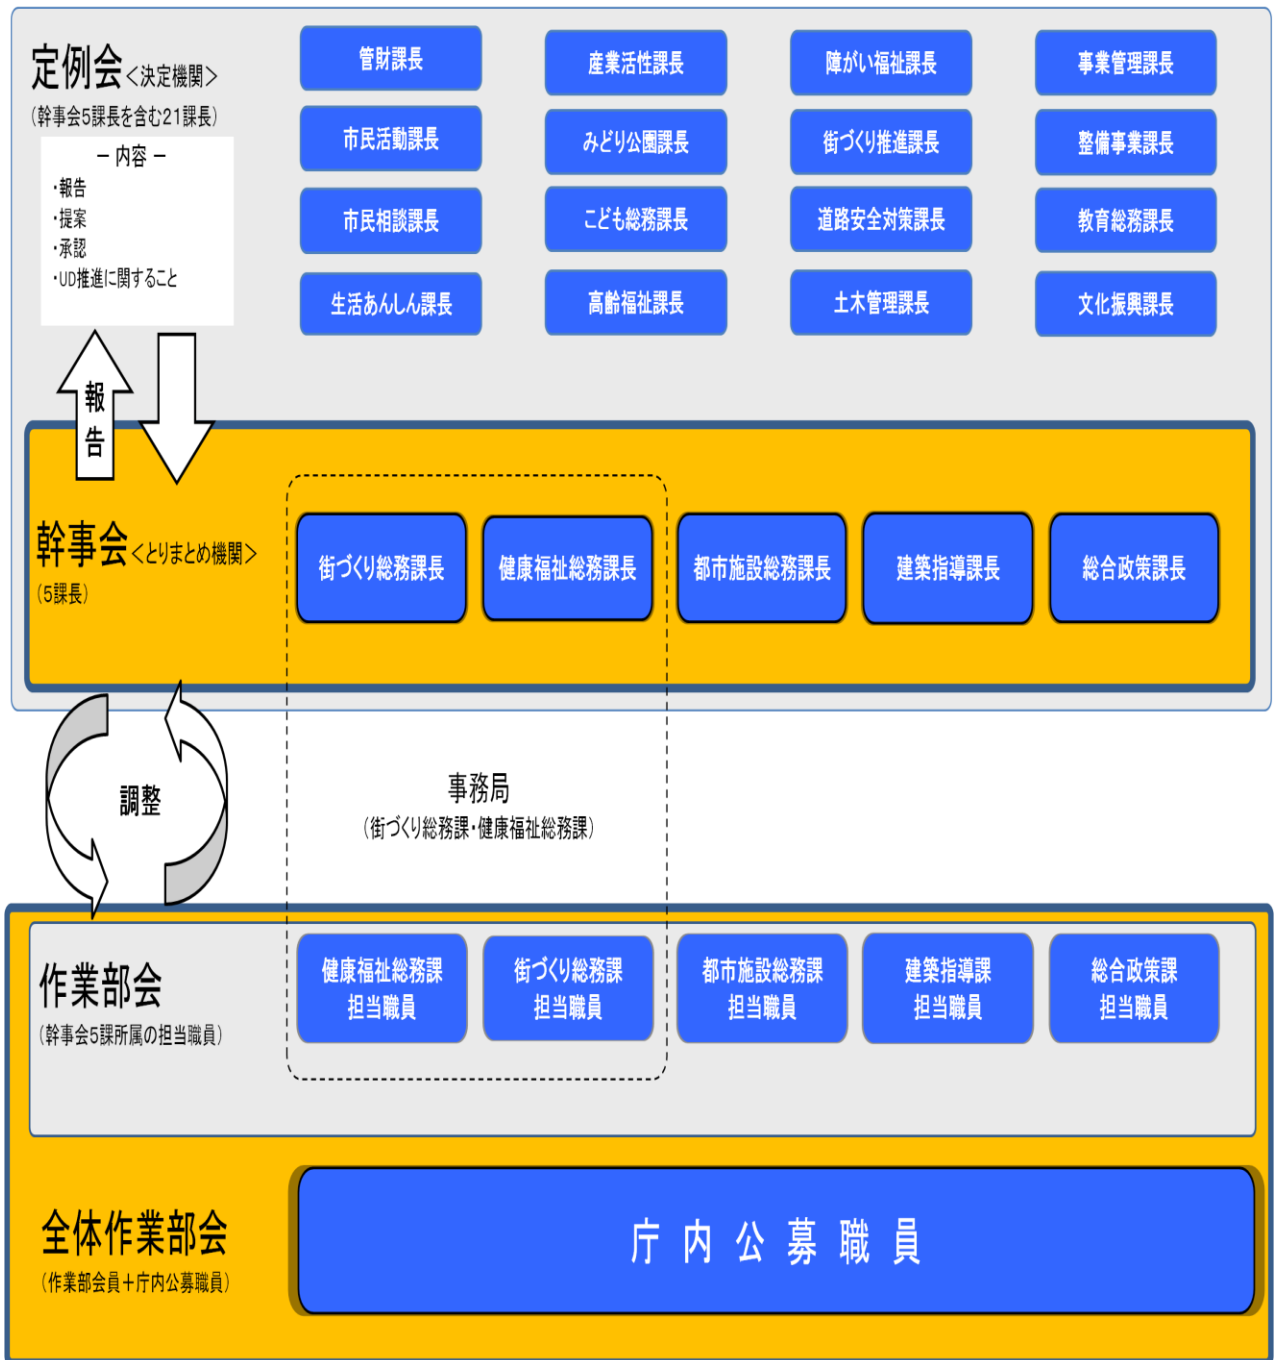 定例会＜決定機関＞
（幹事会5課長を含む21課長）
－ 内容 －
・報告
・提案
・承認
・UD推進に関すること
管財課長
産業活性課長
障がい福祉課長
事業管理課長
市民活動課長
みどり公園課長
街づくり推進課長
整備事業課長
市民相談課長
こども総務課長
道路安全対策課長
教育総務課長
生活あんしん課長
高齢福祉課長
土木管理課長
文化振興課長
報告
幹事会＜とりまとめ機関＞
（5課長）
街づくり総務課長
健康福祉総務課長
都市施設総務課長
建築指導課長
総合政策課長
調整
事務局
（街づくり総務課・健康福祉総務課）
作業部会
（幹事会5課所属の担当職員）
健康福祉総務課
担当職員
街づくり総務課
担当職員
都市施設総務課
担当職員
建築指導課
担当職員
総合政策課
担当職員
全体作業部会
（作業部会員＋庁内公募職員）
庁内公募職員